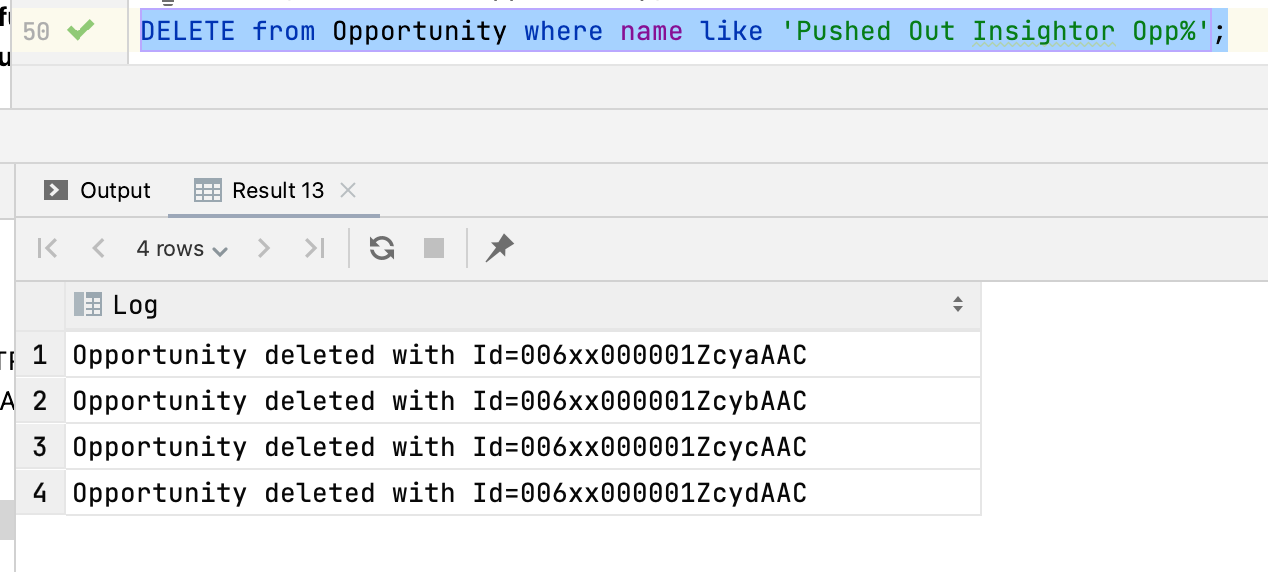 50 DELETE from Opportunity where name like 'Pushed Out Insightor Opp%';
Output Result 13
4 rows
Log
1 Opportunity deleted with Id=006xx000001ZcyaAAC
2 Opportunity deleted with Id=006xx000001ZcybAAC
3 Opportunity deleted with Id=006xx000001ZcycAAC
4 Opportunity deleted with Id=006xx000001ZcydAAC